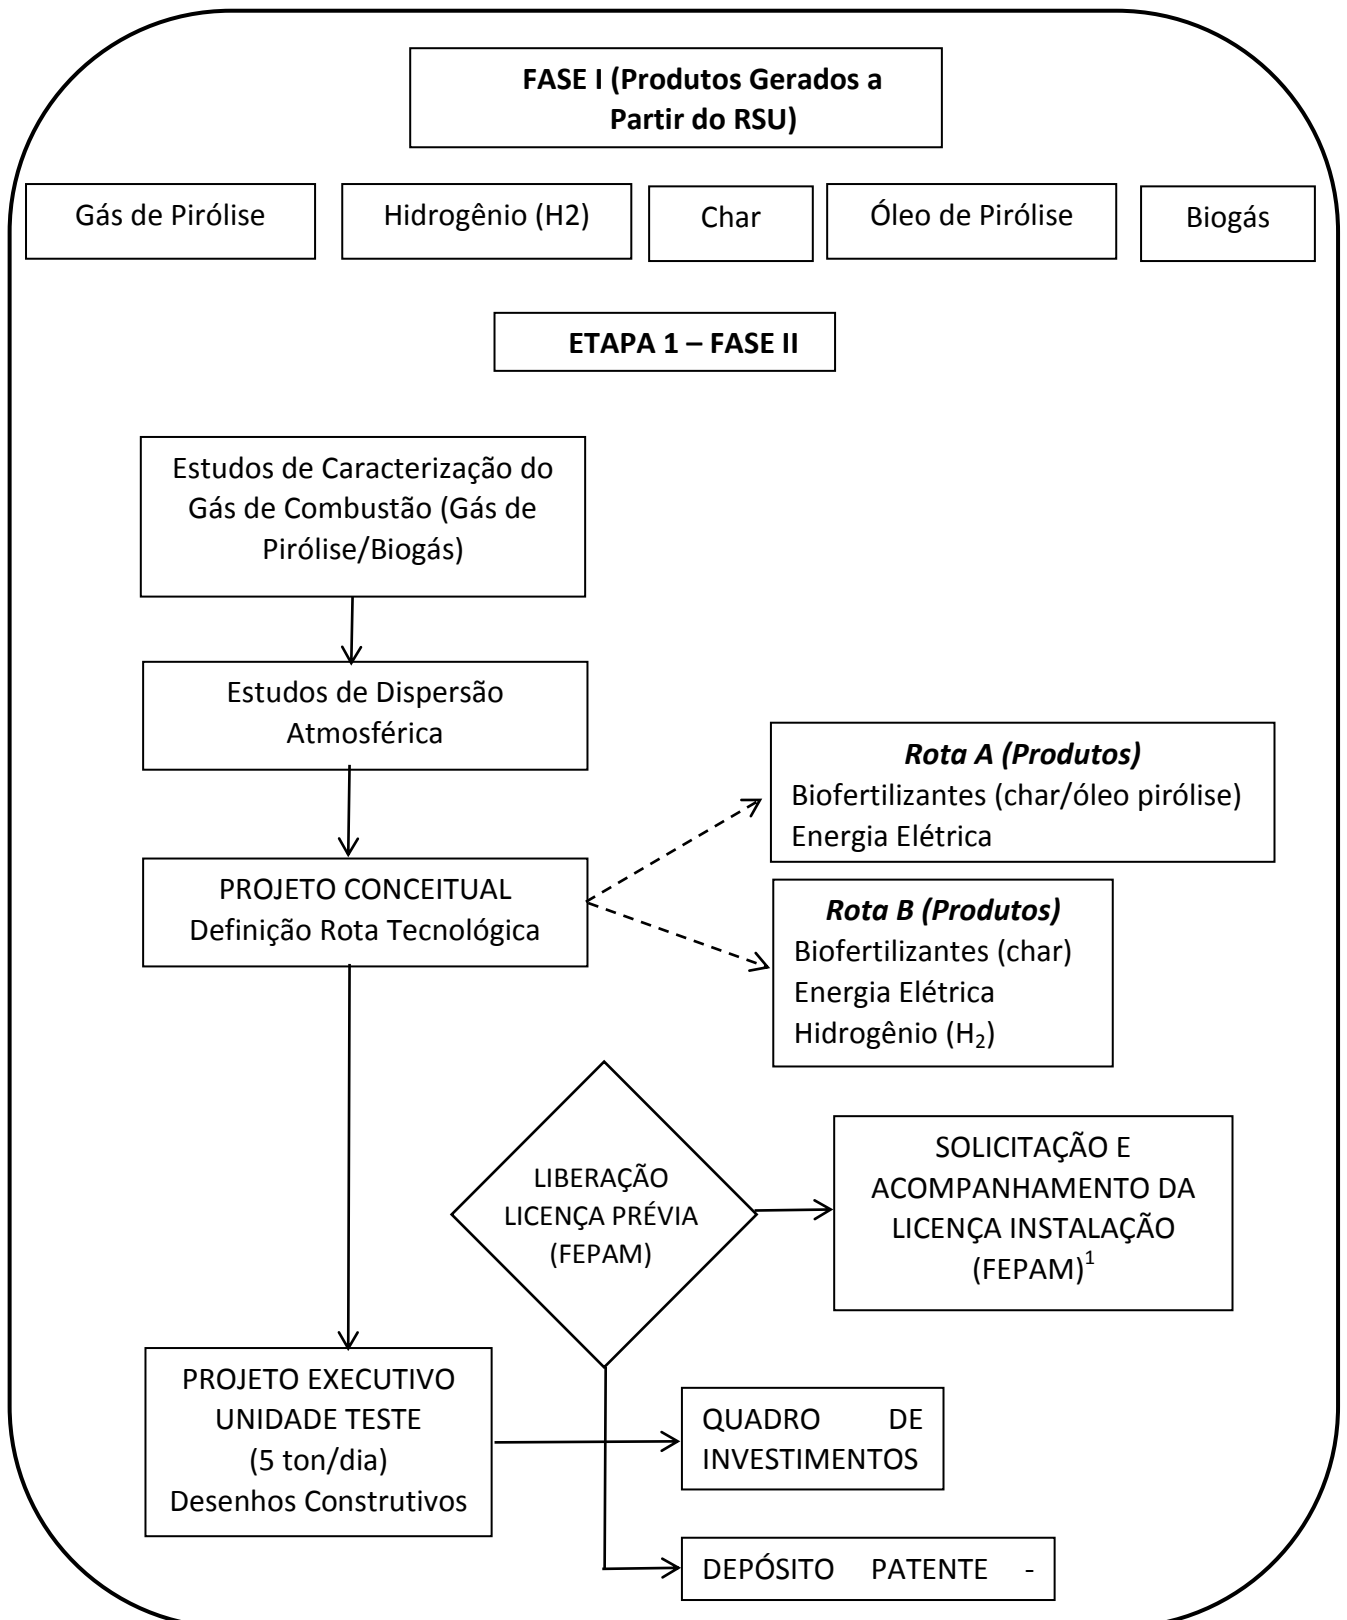 FASE I (Produtos Gerados a
Partir do RSU)
Gás de Pirólise
Hidrogênio (H2)
Char
Óleo de Pirólise
Biogás
ETAPA 1 – FASE II
Estudos de Caracterização do
Gás de Combustão (Gás de
Pirólise/Biogás)
Estudos de Dispersão
Atmosférica
Rota A (Produtos)
Biofertilizantes (char/óleo pirólise)
Energia Elétrica
PROJETO CONCEITUAL
Definição Rota Tecnológica
Rota B (Produtos)
Biofertilizantes (char)
Energia Elétrica
Hidrogênio (H₂)
LIBERAÇÃO
LICENÇA PRÉVIA
(FEPAM)
SOLICITAÇÃO E
ACOMPANHAMENTO DA
LICENÇA INSTALAÇÃO
(FEPAM)¹
PROJETO EXECUTIVO
UNIDADE TESTE
(5 ton/dia)
Desenhos Construtivos
QUADRO DE
INVESTIMENTOS
DEPÓSITO PATENTE -